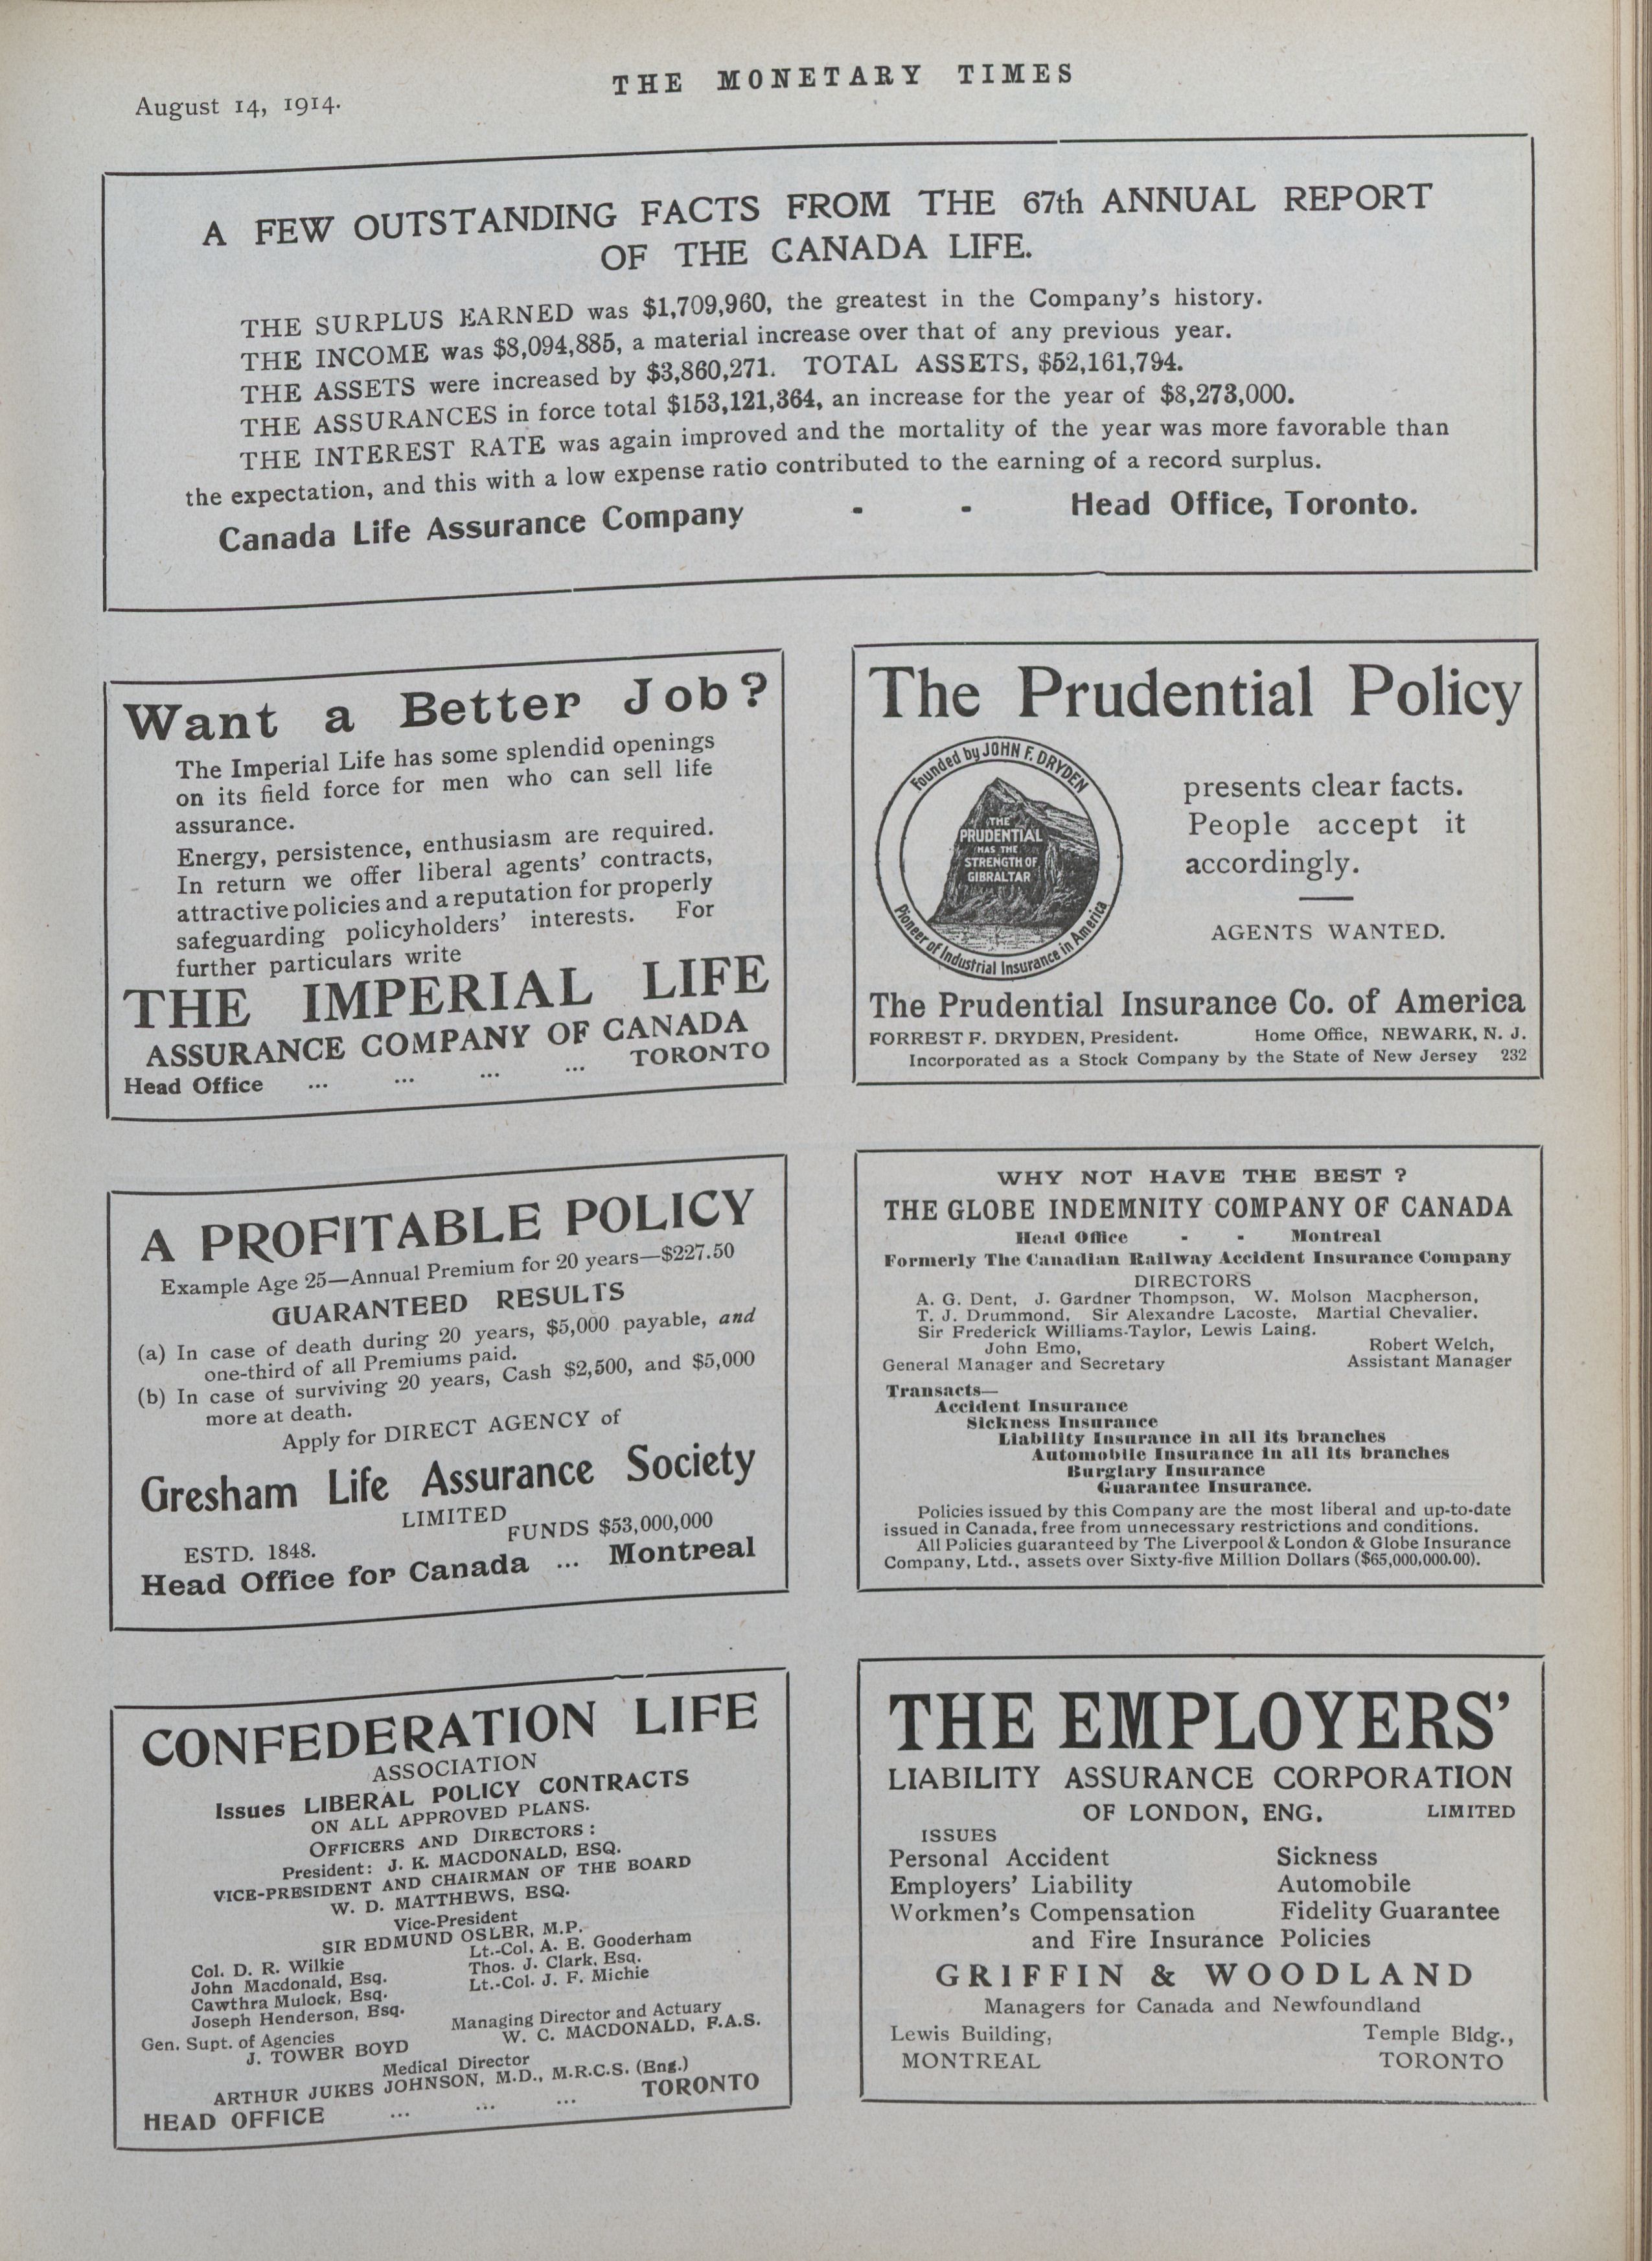 August 14, 1914.
THE MONETARY TIMES
A FEW OUTSTANDING FACTS FROM THE 67th ANNUAL REPORT
OF THE CANADA LIFE.
THE SURPLUS EARNED was $1,709,960, the greatest in the Company's history.
THE INCOME was $8,094,885, a material increase over that of any previous year.
THE ASSETS were increased by $3,860,271. TOTAL ASSETS, $52,161,794.
THE ASSURANCES in force total $153,121,364, an increase for the year of $8,273,000.
THE INTEREST RATE was again improved and the mortality of the year was more favorable than
the expectation, and this with a low expense ratio contributed to the earning of a record surplus.
Canada Life Assurance Company - - Head Office, Toronto.
Want a Better Job?
The Imperial Life has some splendid openings
on its field force for men who can sell life
assurance.
Energy, persistence, enthusiasm are required.
In return we offer liberal agents' contracts,
attractive policies and a reputation for properly
safeguarding policyholders' interests. For
further particulars write
THE IMPERIAL LIFE
ASSURANCE COMPANY OF CANADA
Head Office ... ... ... ... TORONTO
The Prudential Policy
Founded by JOHN F. DRYDEN
THE
PRUDENTIAL
HAS THE
STRENGTH OF
GIBRALTAR
Pioneer of Industrial Insurance in America
presents clear facts.
People accept it
accordingly.
AGENTS WANTED.
The Prudential Insurance Co. of America
FORREST F. DRYDEN, President. Home Office, NEWARK, N. J.
Incorporated as a Stock Company by the State of New Jersey 232
A PROFITABLE POLICY
Example Age 25—Annual Premium for 20 years—$227.50
GUARANTEED RESULTS
(a) In case of death during 20 years, $5,000 payable, and
one-third of all Premiums paid.
(b) In case of surviving 20 years, Cash $2,500, and $5,000
more at death.
Apply for DIRECT AGENCY of
Gresham Life Assurance Society
LIMITED
ESTD. 1848. FUNDS $53,000,000
Head Office for Canada ... Montreal
WHY NOT HAVE THE BEST ?
THE GLOBE INDEMNITY COMPANY OF CANADA
Head Office - - Montreal
Formerly The Canadian Railway Accident Insurance Company
DIRECTORS
A. G. Dent, J. Gardner Thompson, W. Molson Macpherson,
T. J. Drummond, Sir Alexandre Lacoste, Martial Chevalier,
Sir Frederick Williams-Taylor, Lewis Laing.
John Emo, Robert Welch,
General Manager and Secretary Assistant Manager
Transacts—
Accident Insurance
Sickness Insurance
Liability Insurance in all its branches
Automobile Insurance in all its branches
Burglary Insurance
Guarantee Insurance.
Policies issued by this Company are the most liberal and up-to-date
issued in Canada, free from unnecessary restrictions and conditions.
All Policies guaranteed by The Liverpool & London & Globe Insurance
Company, Ltd., assets over Sixty-five Million Dollars ($65,000,000.00).
CONFEDERATION LIFE
ASSOCIATION
Issues LIBERAL POLICY CONTRACTS
ON ALL APPROVED PLANS.
OFFICERS AND DIRECTORS :
President: J. K. MACDONALD, ESQ.
VICE-PRESIDENT AND CHAIRMAN OF THE BOARD
W. D. MATTHEWS, ESQ.
Vice-President
SIR EDMUND OSLER, M.P.
Col. D. R. Wilkie Lt.-Col. A. E. Gooderham
John Macdonald, Esq. Thos. J. Clark, Esq.
Cawthra Mulock, Esq. Lt.-Col. J. F. Michie
Joseph Henderson, Esq.
Gen. Supt. of Agencies Managing Director and Actuary
J. TOWER BOYD W. C. MACDONALD, F.A.S.
Medical Director
ARTHUR JUKES JOHNSON, M.D., M.R.C.S. (Eng.)
HEAD OFFICE ... ... ... TORONTO
THE EMPLOYERS'
LIABILITY ASSURANCE CORPORATION
OF LONDON, ENG. LIMITED
ISSUES
Personal Accident Sickness
Employers' Liability Automobile
Workmen's Compensation Fidelity Guarantee
and Fire Insurance Policies
GRIFFIN & WOODLAND
Managers for Canada and Newfoundland
Lewis Building, Temple Bldg.,
MONTREAL TORONTO